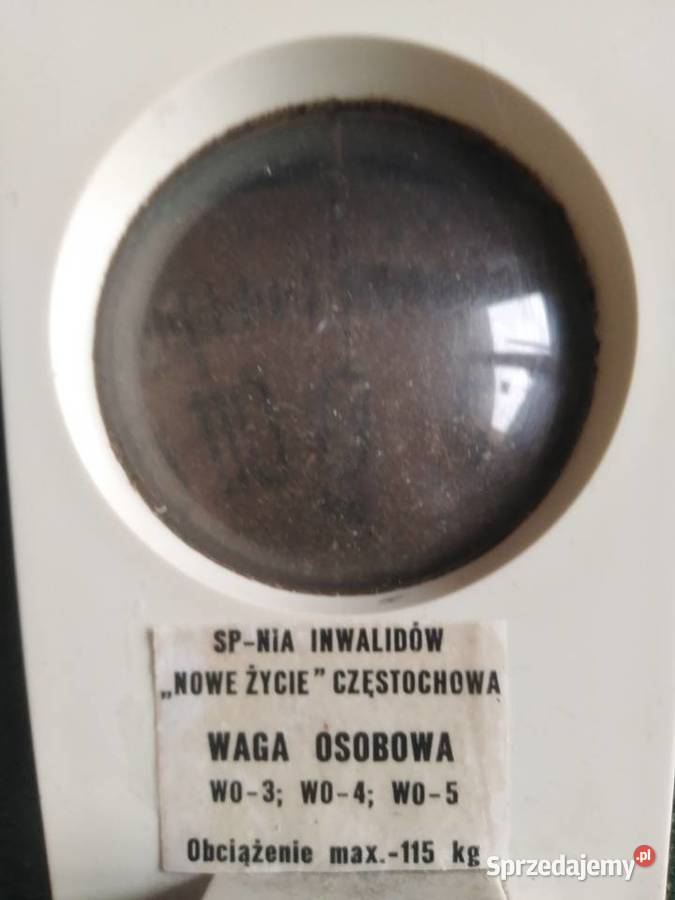 SP-NIA INWALIDÓW
„NOWE ŻYCIE” CZĘSTOCHOWA
WAGA OSOBOWA
WO-3; WO-4; WO-5
Obciążenie max.-115 kg
Sprzedajemy.pl